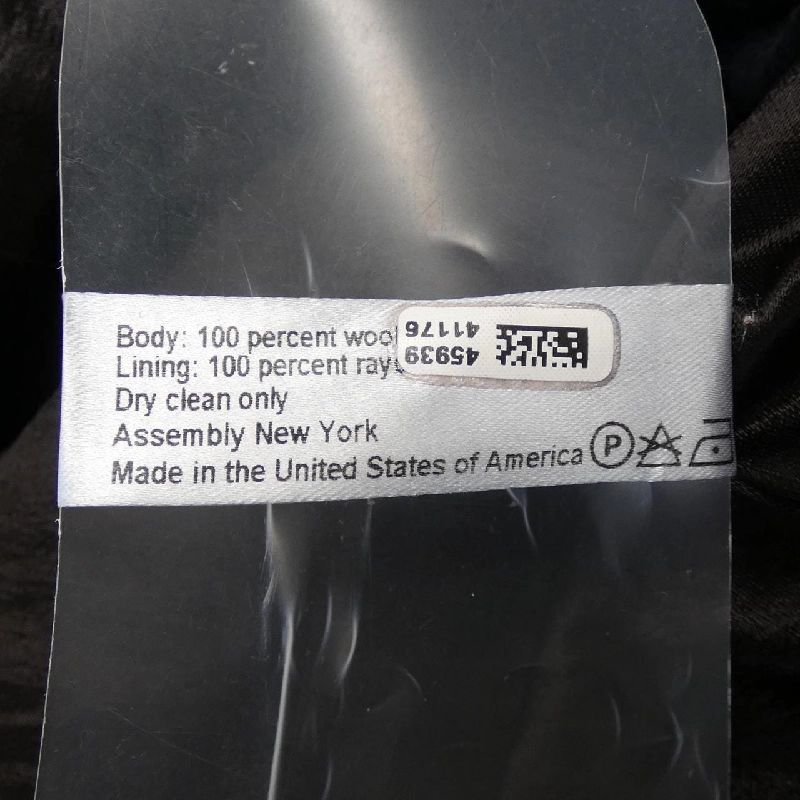 Body: 100 percent wool
Lining: 100 percent
Dry clean only
Assembly New York
Made in the United States of America
P
45939
41176